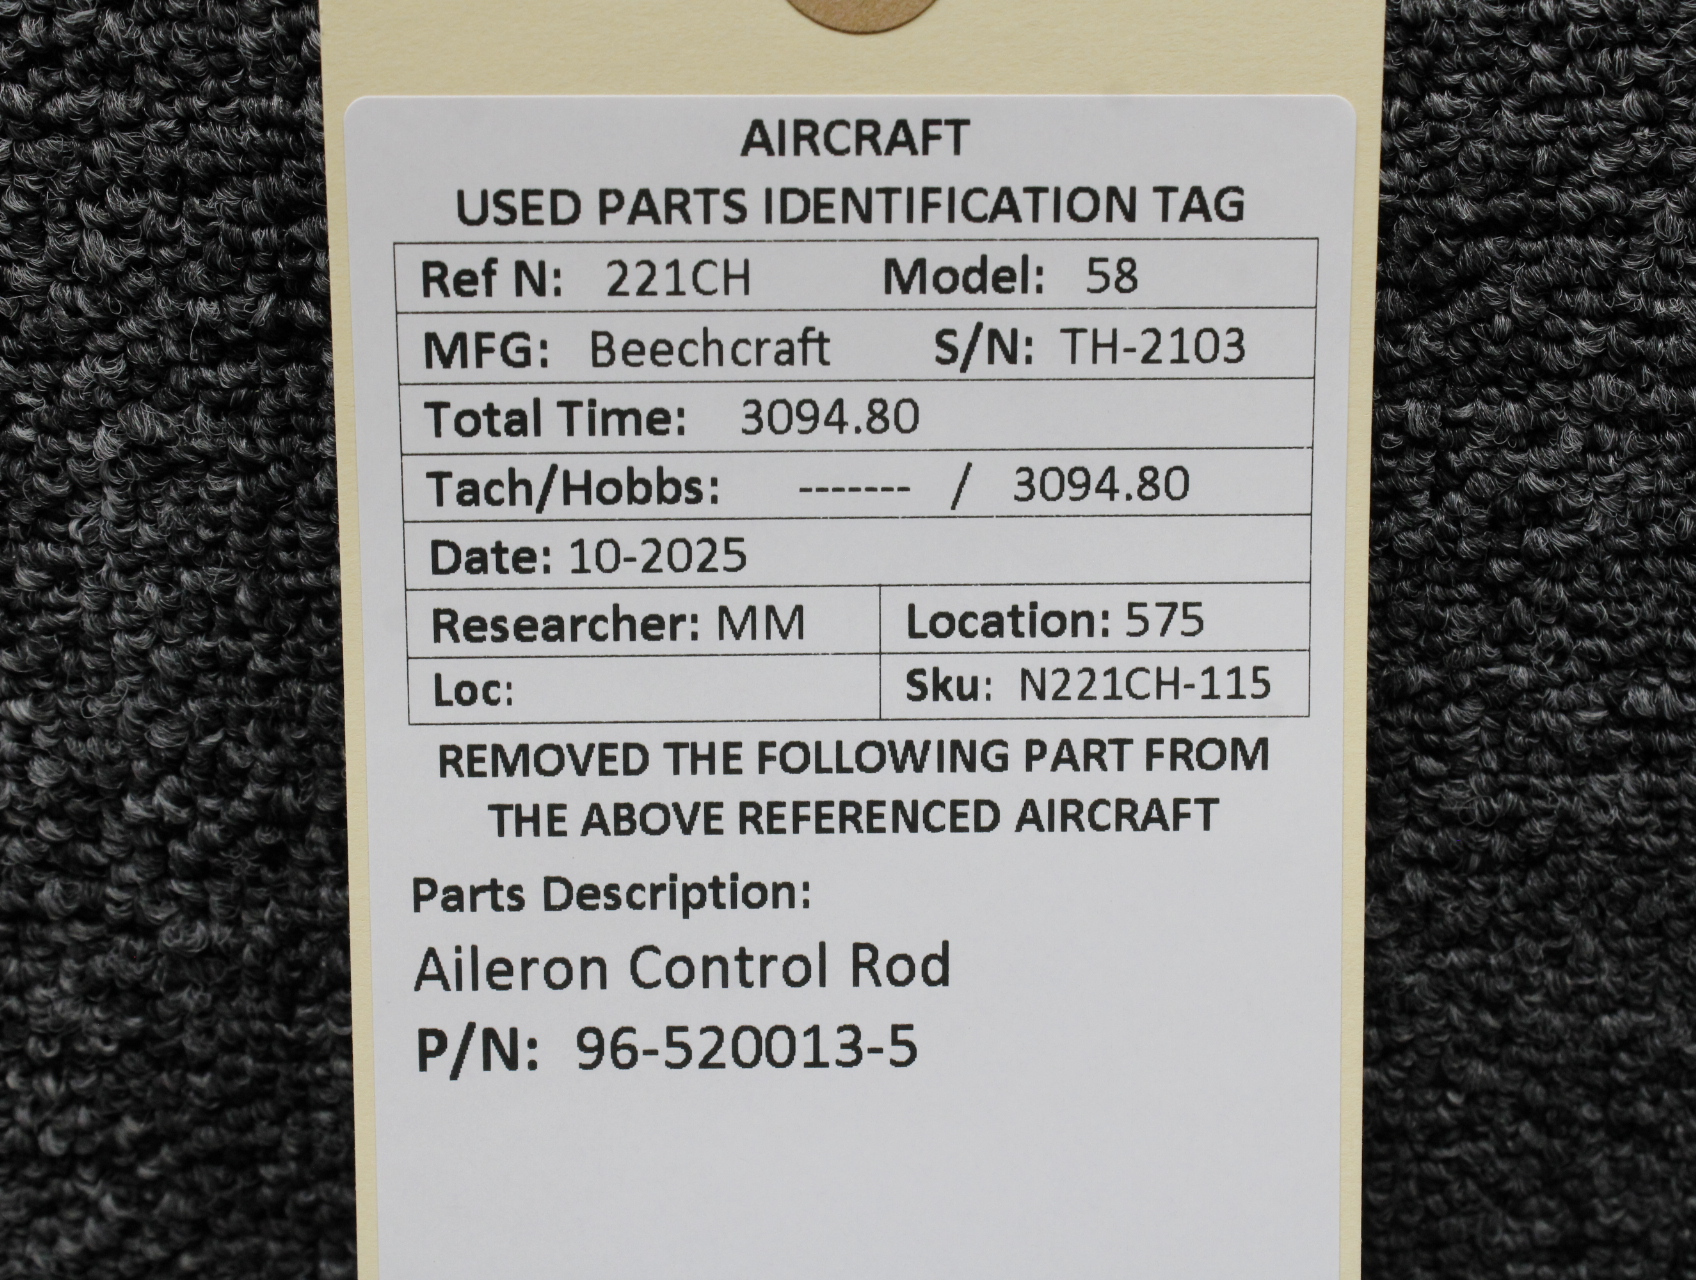 AIRCRAFT
USED PARTS IDENTIFICATION TAG
Ref N: 221CH Model: 58
MFG: Beechcraft S/N: TH-2103
Total Time: 3094.80
Tach/Hobbs: ------- / 3094.80
Date: 10-2025
Researcher: MM Location: 575
Loc: Sku: N221CH-115
REMOVED THE FOLLOWING PART FROM
THE ABOVE REFERENCED AIRCRAFT
Parts Description:
Aileron Control Rod
P/N: 96-520013-5